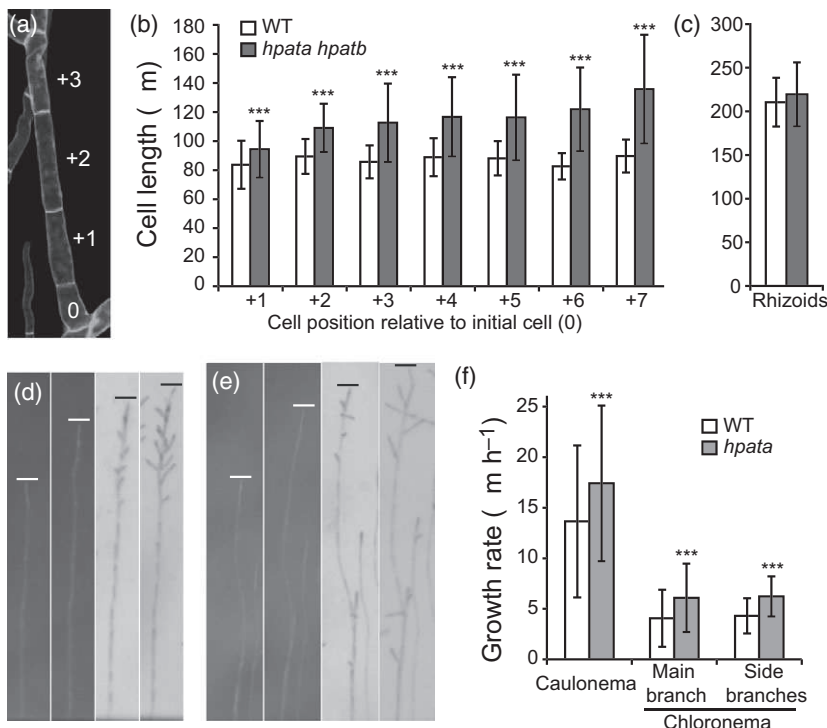 (a)
+3
+2
+1
0
(b)
WT
hpata hpatb
Cell length ( m)
180
160
140
120
100
80
60
40
20
0
***
***
***
***
***
***
***
+1
+2
+3
+4
+5
+6
+7
Cell position relative to initial cell (0)
(c)
300
250
200
150
100
50
0
Rhizoids
(d)
(e)
(f)
WT
hpata
Growth rate ( m h–1)
25
20
15
10
5
0
***
***
***
Caulonema
Main
branch
Side
branches
Chloronema